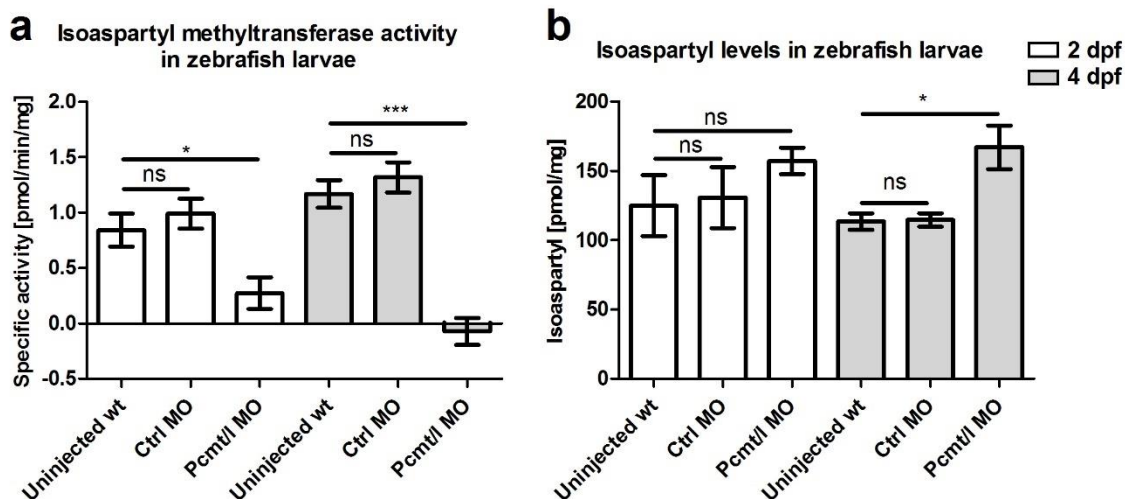 a
Isoaspartyl methyltransferase activity
in zebrafish larvae
Specific activity [pmol/min/mg]
2.0
1.5
1.0
0.5
0.0
-0.5
*
ns
***
ns
Uninjected wt
Ctrl MO
Pcmt/l MO
Uninjected wt
Ctrl MO
Pcmt/l MO
b
Isoaspartyl levels in zebrafish larvae
2 dpf
4 dpf
Isoaspartyl [pmol/mg]
200
150
100
50
0
ns
ns
*
ns
Uninjected wt
Ctrl MO
Pcmt/l MO
Uninjected wt
Ctrl MO
Pcmt/l MO